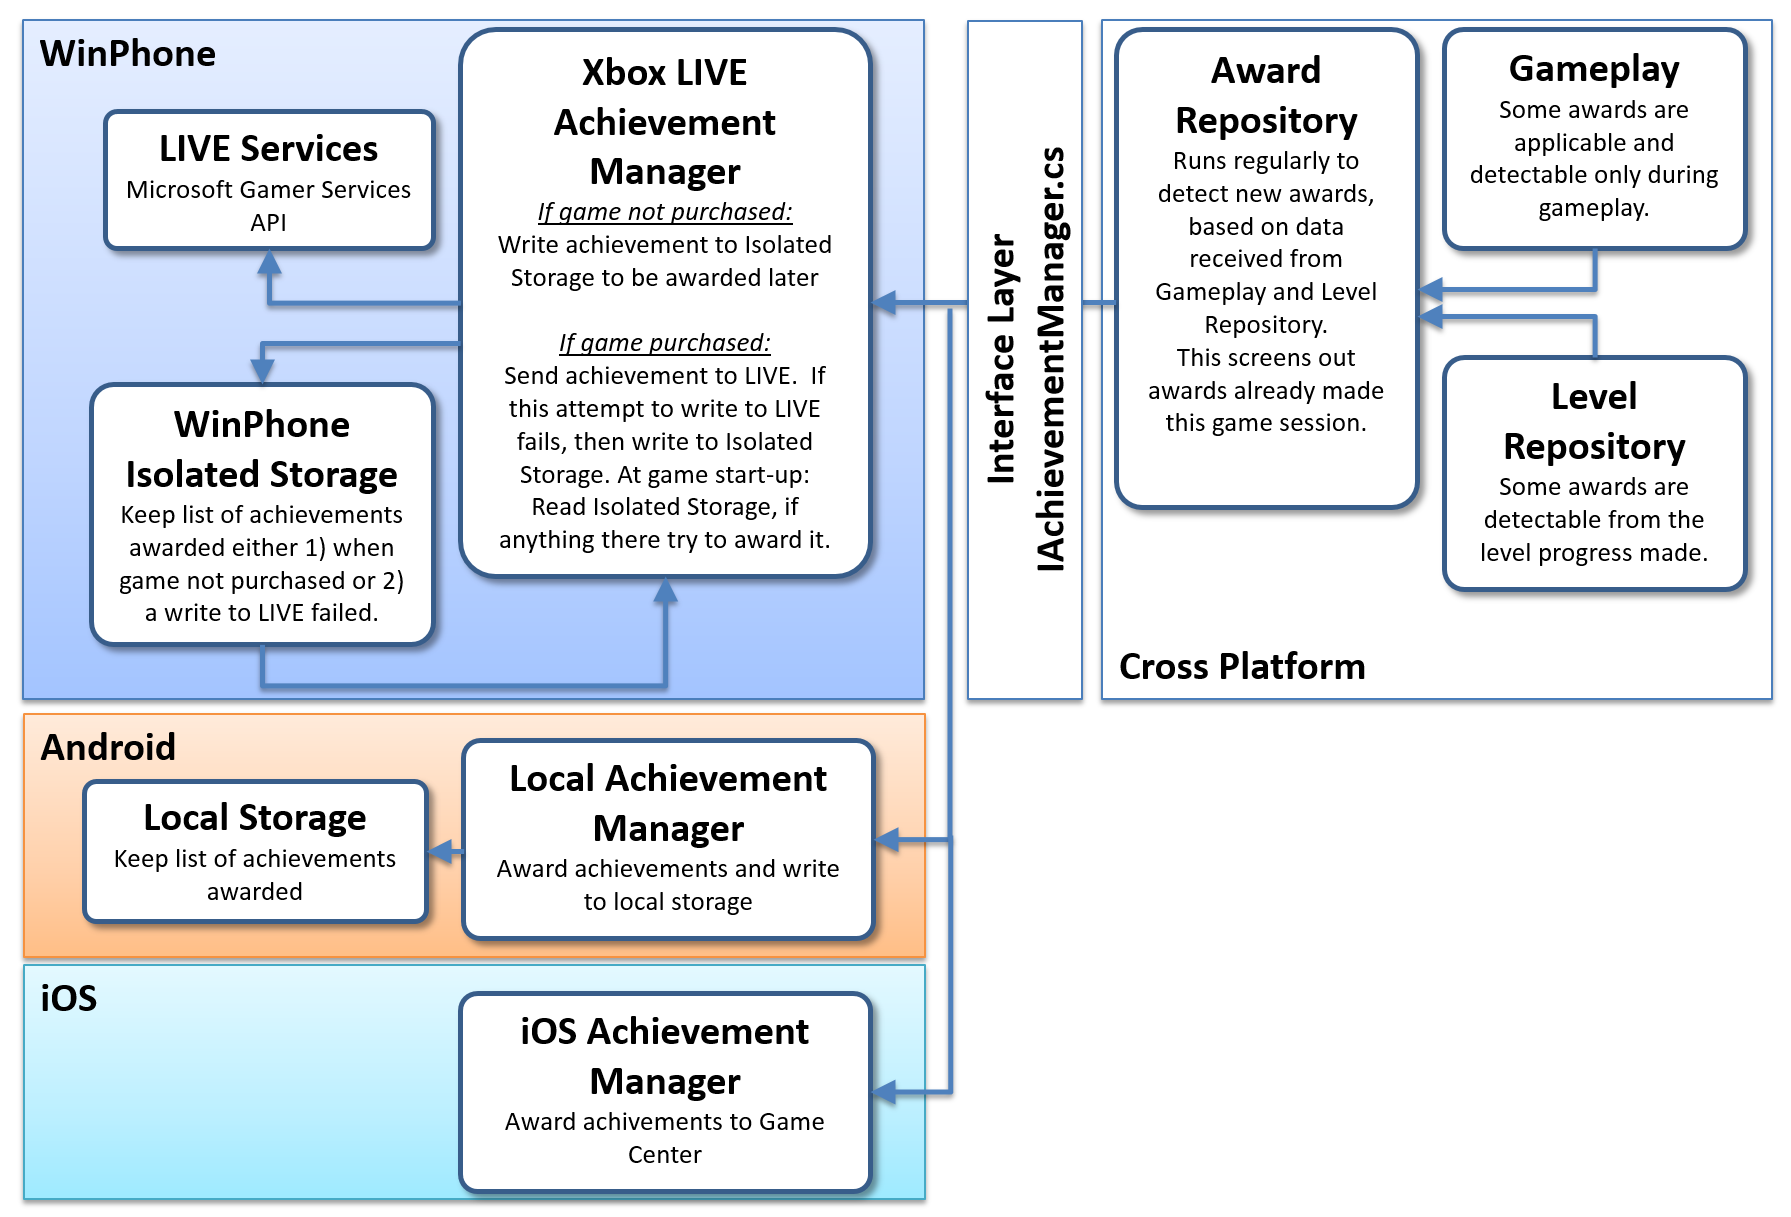 WinPhone
LIVE Services
Microsoft Gamer Services
API
WinPhone
Isolated Storage
Keep list of achievements
awarded either 1) when
game not purchased or 2)
a write to LIVE failed.
Xbox LIVE
Achievement
Manager
If game not purchased:
Write achievement to Isolated
Storage to be awarded later
If game purchased:
Send achievement to LIVE.  If
this attempt to write to LIVE
fails, then write to Isolated
Storage. At game start-up:
Read Isolated Storage, if
anything there try to award it.
Interface Layer
IAchievementManager.cs
Award
Repository
Runs regularly to
detect new awards,
based on data
received from
Gameplay and Level
Repository.
This screens out
awards already made
this game session.
Gameplay
Some awards are
applicable and
detectable only during
gameplay.
Level
Repository
Some awards are
detectable from the
level progress made.
Cross Platform
Android
Local Storage
Keep list of achievements
awarded
Local Achievement
Manager
Award achievements and write
to local storage
iOS
iOS Achievement
Manager
Award achivements to Game
Center